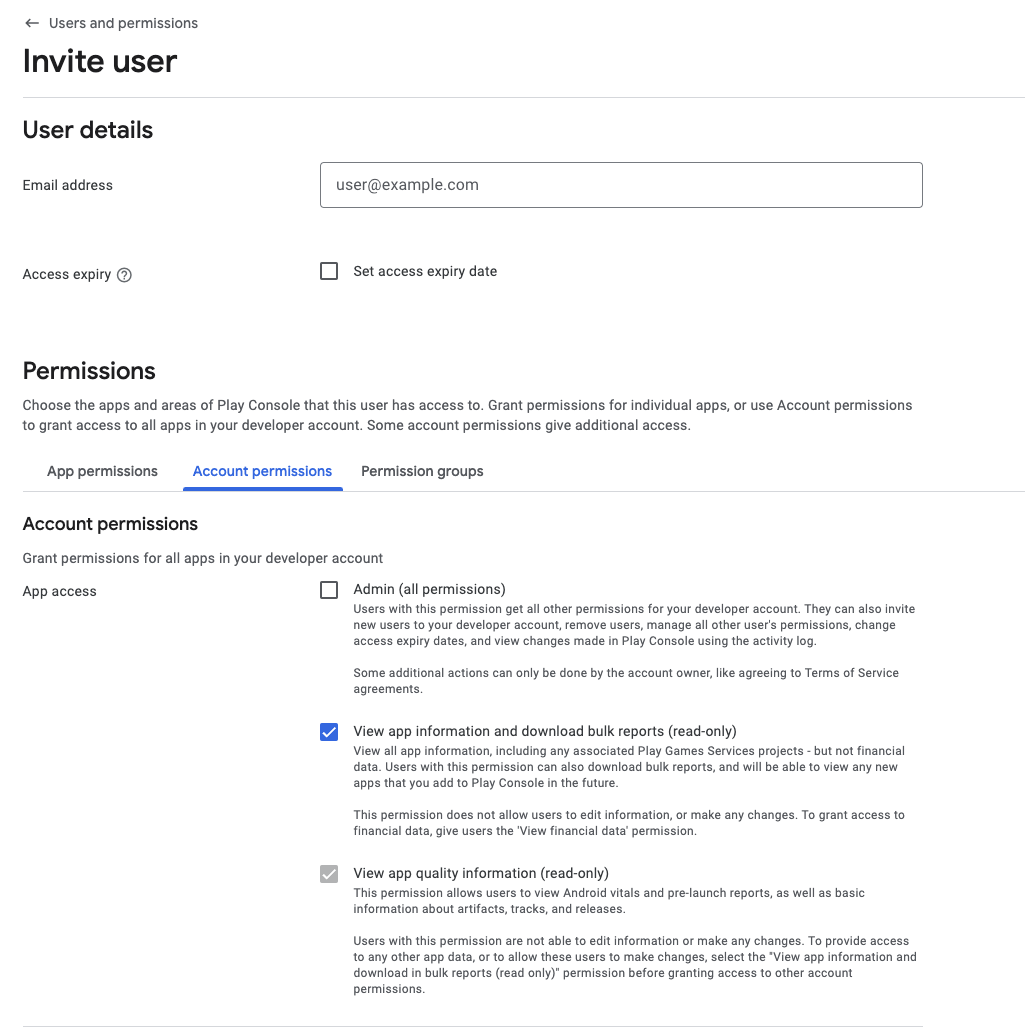 Users and permissions
Invite user
User details
Email address
user@example.com
Access expiry
Set access expiry date
Permissions
Choose the apps and areas of Play Console that this user has access to. Grant permissions for individual apps, or use Account permissions
to grant access to all apps in your developer account. Some account permissions give additional access.
App permissions
Account permissions
Permission groups
Account permissions
Grant permissions for all apps in your developer account
App access
Admin (all permissions)
Users with this permission get all other permissions for your developer account. They can also invite
new users to your developer account, remove users, manage all other user's permissions, change
access expiry dates, and view changes made in Play Console using the activity log.
Some additional actions can only be done by the account owner, like agreeing to Terms of Service
agreements.
View app information and download bulk reports (read-only)
View all app information, including any associated Play Games Services projects - but not financial
data. Users with this permission can also download bulk reports, and will be able to view any new
apps that you add to Play Console in the future.
This permission does not allow users to edit information, or make any changes. To grant access to
financial data, give users the 'View financial data' permission.
View app quality information (read-only)
This permission allows users to view Android vitals and pre-launch reports, as well as basic
information about artifacts, tracks, and releases.
Users with this permission are not able to edit information or make any changes. To provide access
to any other app data, or to allow these users to make changes, select the "View app information and
download in bulk reports (read only)" permission before granting access to other account
permissions.